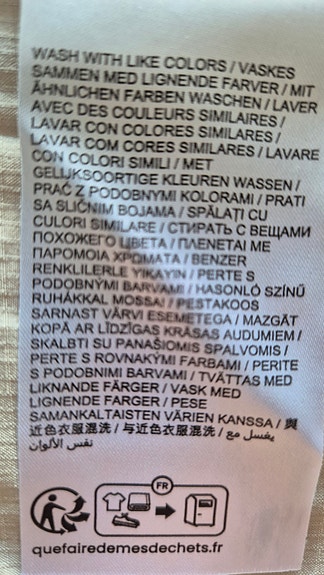 WASH WITH LIKE COLORS / VASKES
SAMMEN MED LIGNENDE FARVER / MIT
ÄHNLICHEN FARBEN WASCHEN / LAVER
AVEC DES COULEURS SIMILAIRES /
LAVAR CON COLORES SIMILARES /
LAVAR COM CORES SIMILARES / LAVARE
CON COLORI SIMILI / MET
GELIJKSOORTIGE KLEUREN WASSEN /
PRAĆ Z PODOBNYMI KOLORAMI / PRATI
SA SLIČNIM BOJAMA / SPĂLAȚI CU
CULORI SIMILARE / СТИРАТЬ С ВЕЩАМИ
ПОХОЖЕГО ЦВЕТА / ΠΛΕΝΕΤΑΙ ΜΕ
ΠΑΡΟΜΟΙΑ ΧΡΩΜΑΤΑ / BENZER
RENKLILERLE YIKAYIN / PERTE S
PODOBNÝMI BARVAMI / HASONLÓ SZÍNŰ
RUHÁKKAL MOSSA! / PESTAKOOS
SARNAST VÄRVI ESEMETEGA / MAZGĀT
KOPĀ AR LĪDZĪGAS KRĀSAS AUDUMIEM /
SKALBTI SU PANAŠIOMIS SPALVOMIS /
PERTE S ROVNAKÝMI FARBAMI / PERITE
S PODOBNIMI BARVAMI / TVÄTTAS MED
LIKNANDE FÄRGER / VASK MED
LIGNENDE FARGER / PESE
SAMANKALTAISTEN VÄRIEN KANSSA / 與
近色衣服混洗 / 与近色衣服混洗 / يغسل مع
نفس الألوان
FR
quefairedemesdechets.fr